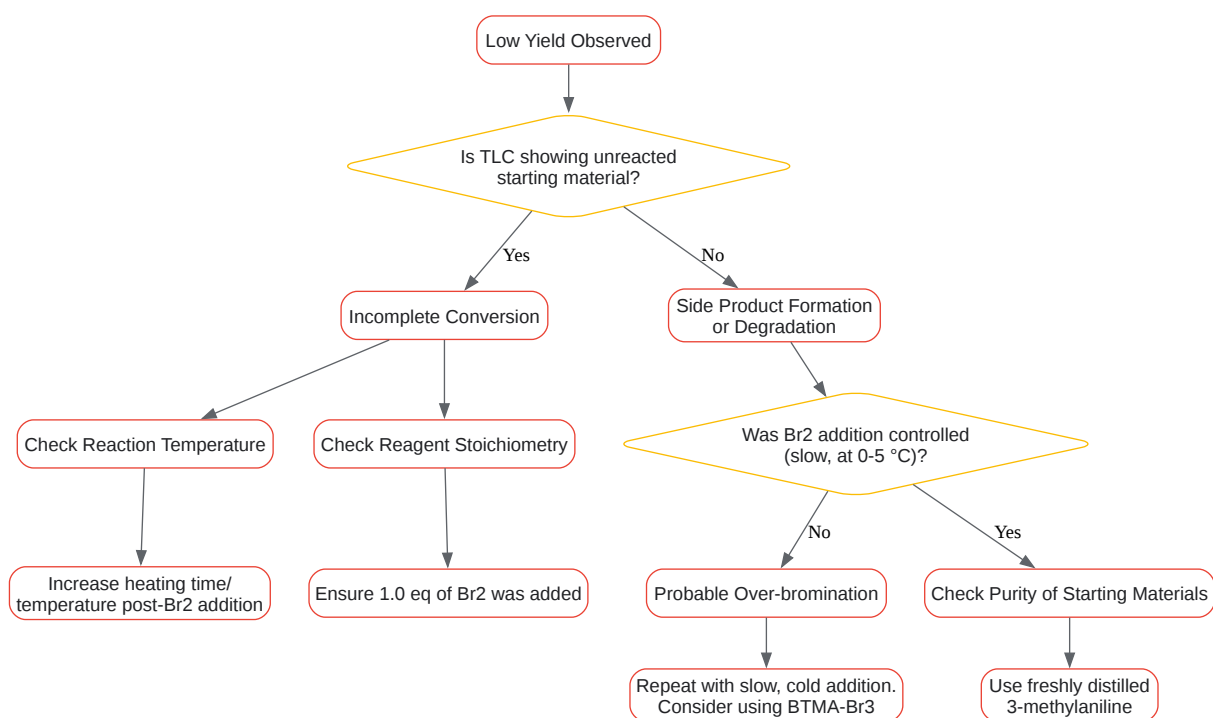 Low Yield Observed
Is TLC showing unreacted
starting material?
Yes
No
Incomplete Conversion
Side Product Formation
or Degradation
Check Reaction Temperature
Check Reagent Stoichiometry
Was Br2 addition controlled
(slow, at 0-5 °C)?
No
Yes
Increase heating time/
temperature post-Br2 addition
Ensure 1.0 eq of Br2 was added
Probable Over-bromination
Check Purity of Starting Materials
Repeat with slow, cold addition.
Consider using BTMA-Br3
Use freshly distilled
3-methylaniline